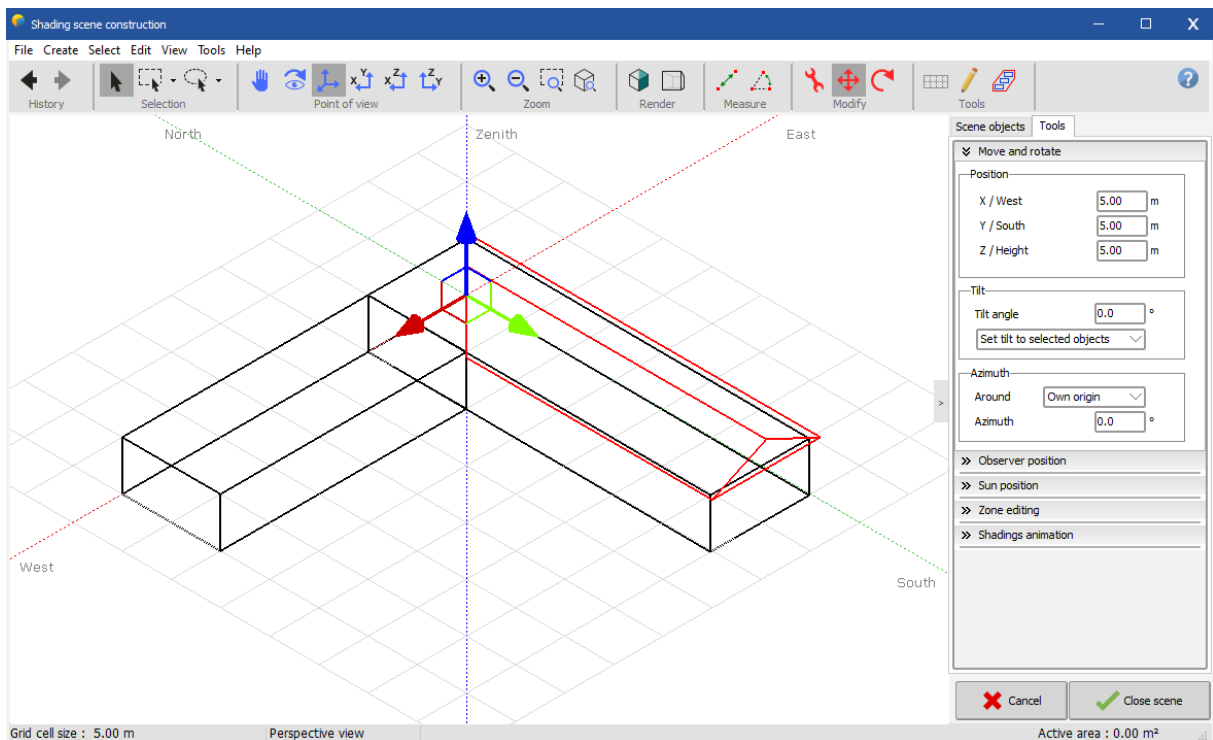 Shading scene construction
File Create Select Edit View Tools Help
History Selection Point of view Zoom Render Measure Modify Tools
North Zenith East
West
South
Scene objects Tools
Move and rotate
Position
X / West 5.00 m
Y / South 5.00 m
Z / Height 5.00 m
Tilt
Tilt angle 0.0 °
Set tilt to selected objects
Azimuth
Around Own origin
Azimuth 0.0 °
Observer position
Sun position
Zone editing
Shadings animation
Cancel Close scene
Grid cell size : 5.00 m Perspective view Active area : 0.00 m²